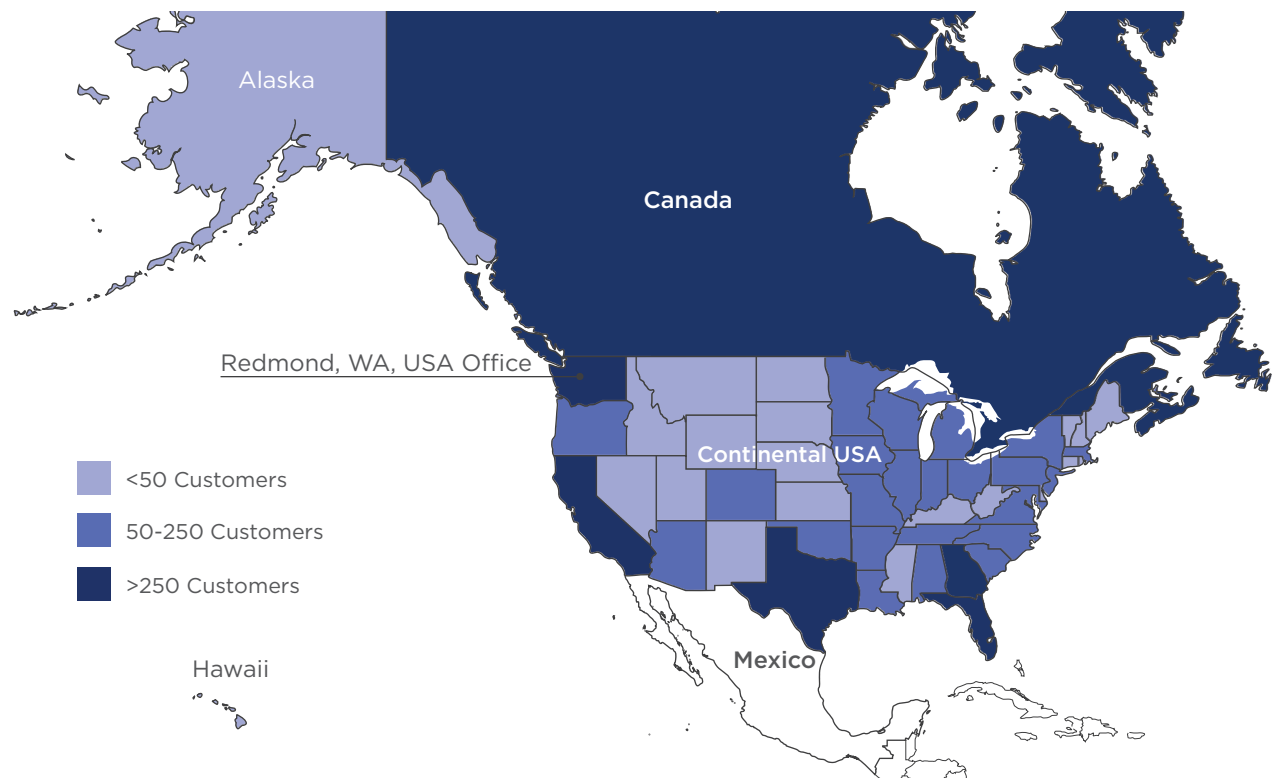 Alaska
Canada
Redmond, WA, USA Office
Continental USA
<50 Customers
50-250 Customers
>250 Customers
Mexico
Hawaii